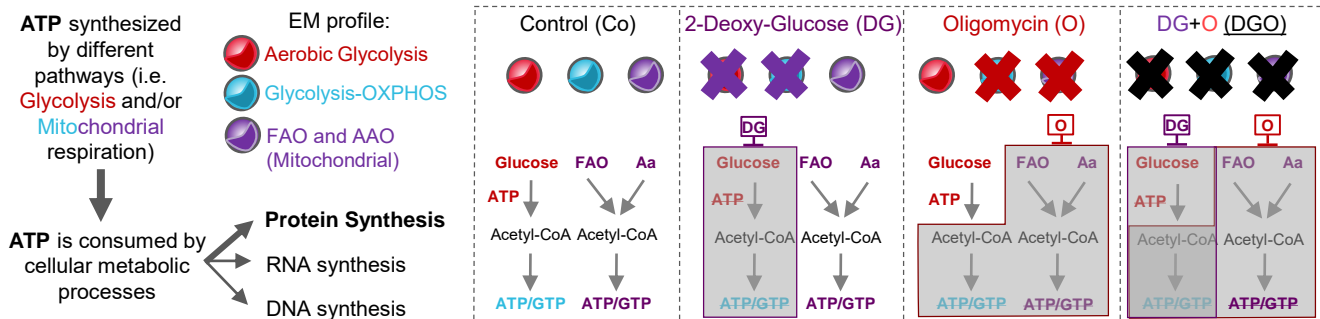 ATP synthesized
by different
pathways (i.e.
Glycolysis and/or
Mitochondrial
respiration)
ATP is consumed by
cellular metabolic
processes
EM profile:
Aerobic Glycolysis
Glycolysis-OXPHOS
FAO and AAO
(Mitochondrial)
Protein Synthesis
RNA synthesis
DNA synthesis
Control (Co)
Glucose FAO Aa
ATP
Acetyl-CoA Acetyl-CoA
ATP/GTP ATP/GTP
2-Deoxy-Glucose (DG)
DG
Glucose FAO Aa
ATP
Acetyl-CoA Acetyl-CoA
ATP/GTP ATP/GTP
Oligomycin (O)
O
Glucose FAO Aa
ATP
Acetyl-CoA Acetyl-CoA
ATP/GTP ATP/GTP
DG+O (DGO)
DG O
Glucose FAO Aa
ATP
Acetyl-CoA Acetyl-CoA
ATP/GTP ATP/GTP